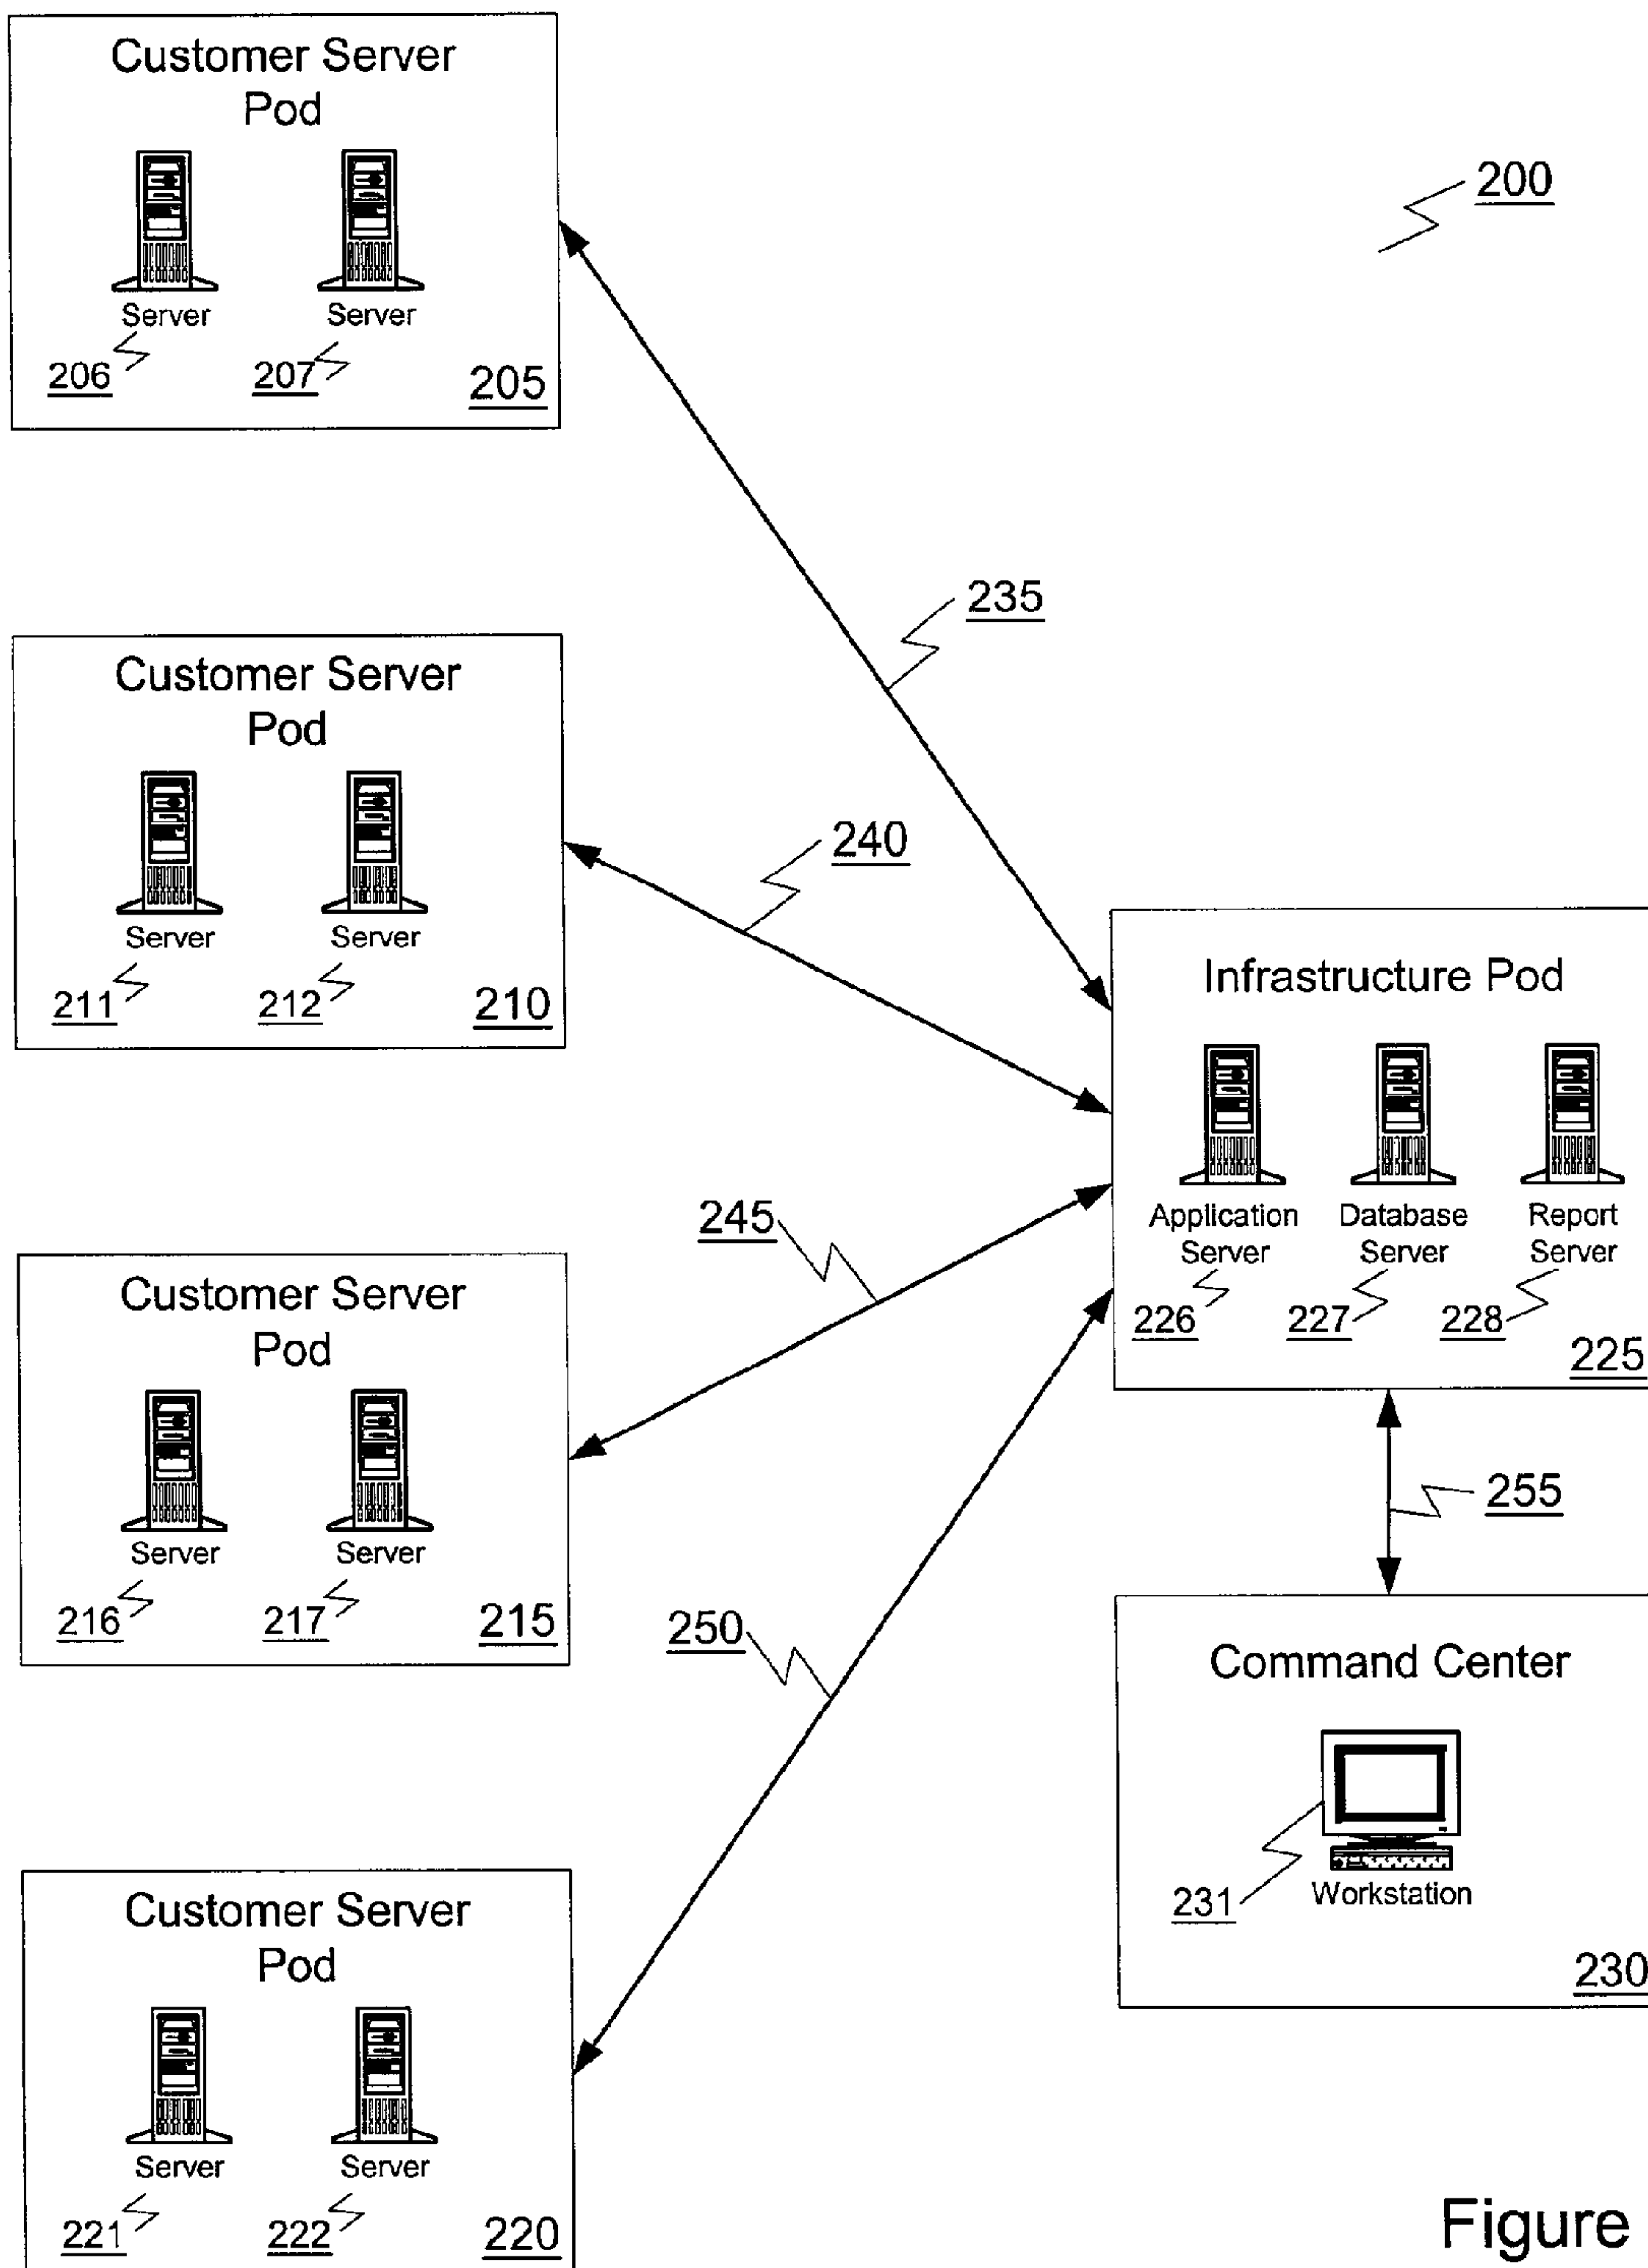 Customer Server
Pod
Server
Server
206
207
205
200
235
Customer Server
Pod
Server
Server
211
212
210
240
Infrastructure Pod
Application
Server
Database
Server
Report
Server
226
227
228
225
245
Customer Server
Pod
Server
Server
216
217
215
255
250
Command Center
231
Workstation
230
Customer Server
Pod
Server
Server
221
222
220
Figure